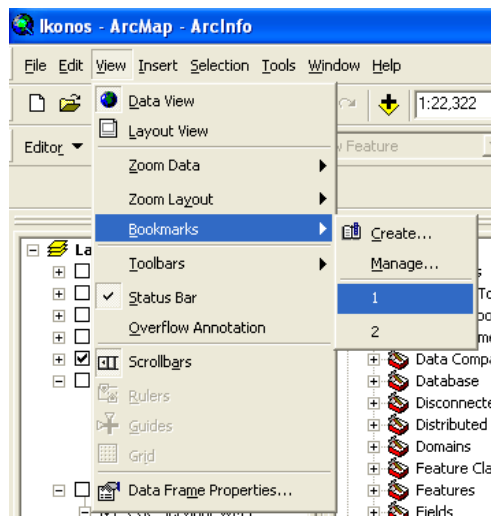 Ikonos - ArcMap - ArcInfo
File Edit View Insert Selection Tools Window Help
Data View
1:22,322
Layout View
Editor
Feature
Zoom Data
Zoom Layout
Bookmarks
Create...
La
Toolbars
Manage...
Status Bar
1
Overflow Annotation
2
Scrollbars
Data Compa
Database
Rulers
Disconnecte
Guides
Distributed
Grid
Domains
Feature Cla
Data Frame Properties...
Features
Fields